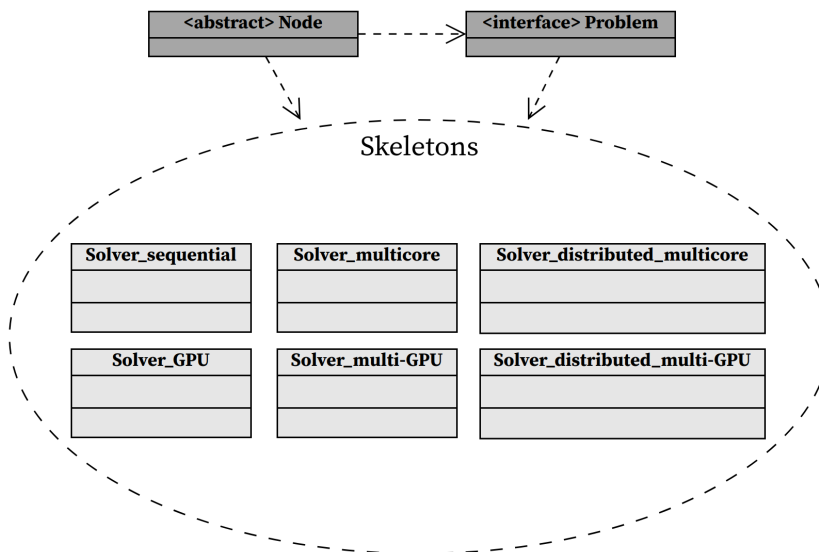 <abstract> Node
<interface> Problem
Skeletons
Solver_sequential
Solver_multicore
Solver_distributed_multicore
Solver_GPU
Solver_multi-GPU
Solver_distributed_multi-GPU